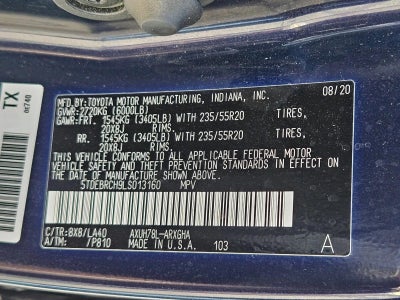 MFD. BY: TOYOTA MOTOR MANUFACTURING, INDIANA, INC. 08/20
GVWR: 2720KG (6000LB)
GAWR: FRT. 1545KG (3405LB) WITH 235/55R20 TIRES,
20X8J RIMS,
RR. 1545KG (3405LB) WITH 235/55R20 TIRES,
20X8J RIMS,
THIS VEHICLE CONFORMS TO ALL APPLICABLE FEDERAL MOTOR
VEHICLE SAFETY, BUMPER, AND THEFT PREVENTION STANDARDS
IN EFFECT ON THE DATE OF MANUFACTURE SHOWN ABOVE.
5TDEBRCH9LS013160 MPV
C/TR: 8X8/LA40 AXUH78L-ARXGHA
A/TM: /P810 MADE IN U.S.A. 103 A
TX